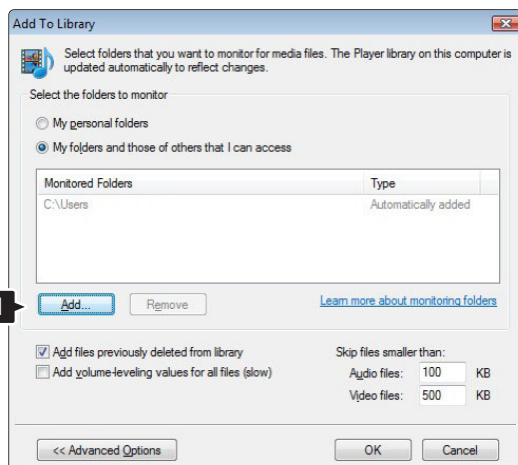 Add To Library
Select folders that you want to monitor for media files. The Player library on this computer is
updated automatically to reflect changes.
Select the folders to monitor
My personal folders
My folders and those of others that I can access
Monitored Folders Type
C:\Users Automatically added
Add... Remove Learn more about monitoring folders
Add files previously deleted from library Skip files smaller than:
Add volume-leveling values for all files (slow) Audio files: 100 KB
Video files: 500 KB
<< Advanced Options OK Cancel